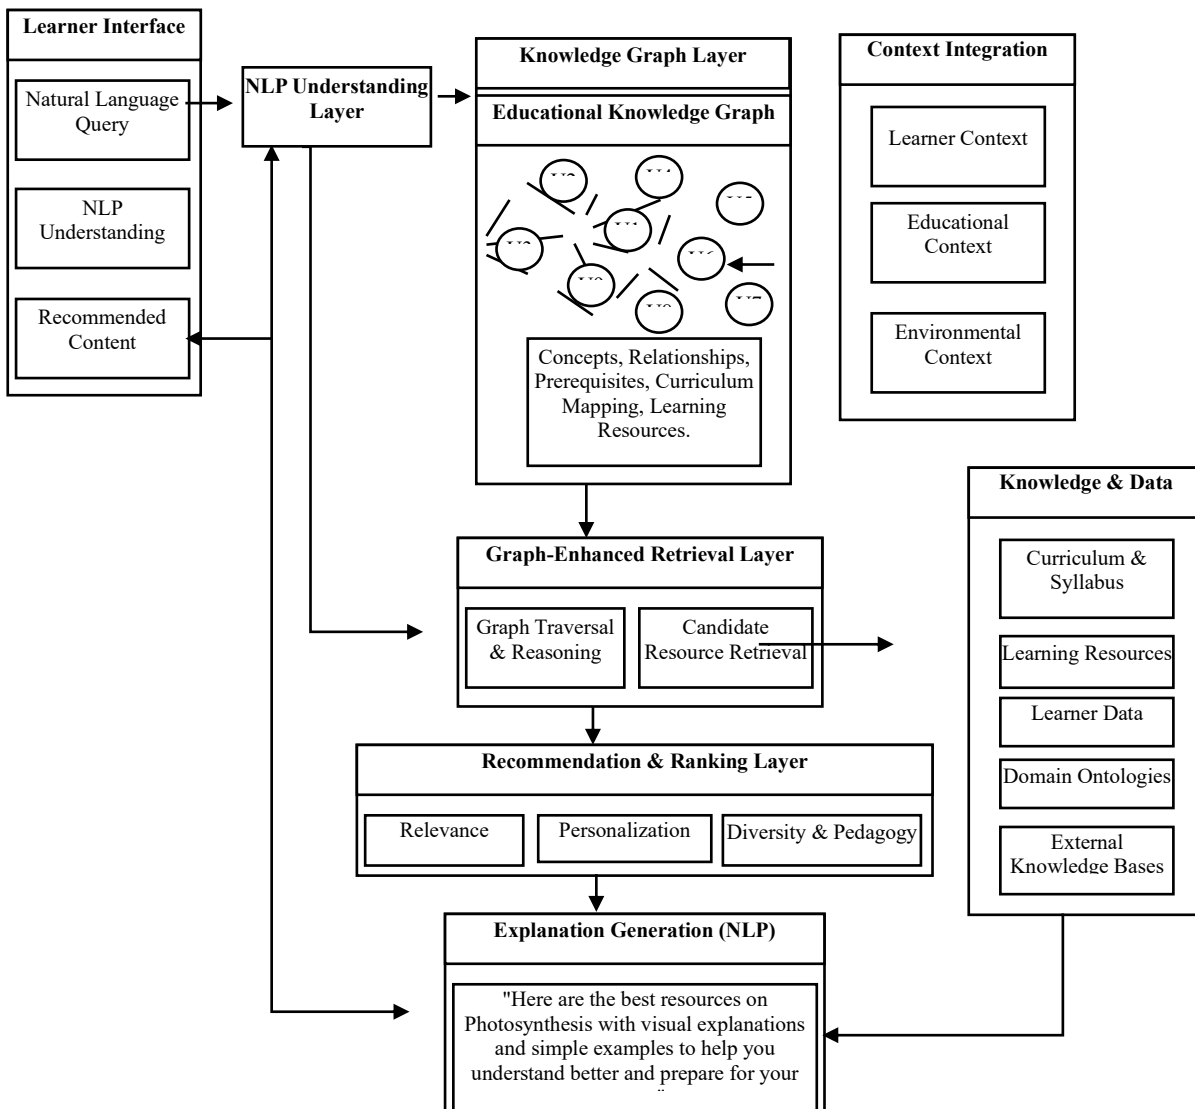 Learner Interface
Natural Language
Query
NLP
Understanding
Recommended
Content
NLP Understanding
Layer
Knowledge Graph Layer
Educational Knowledge Graph
Concepts, Relationships,
Prerequisites, Curriculum
Mapping, Learning
Resources.
Context Integration
Learner Context
Educational
Context
Environmental
Context
Graph-Enhanced Retrieval Layer
Graph Traversal
& Reasoning
Candidate
Resource Retrieval
Knowledge & Data
Curriculum &
Syllabus
Learning Resources
Learner Data
Domain Ontologies
External
Knowledge Bases
Recommendation & Ranking Layer
Relevance
Personalization
Diversity & Pedagogy
Explanation Generation (NLP)
"Here are the best resources on
Photosynthesis with visual explanations
and simple examples to help you
understand better and prepare for your